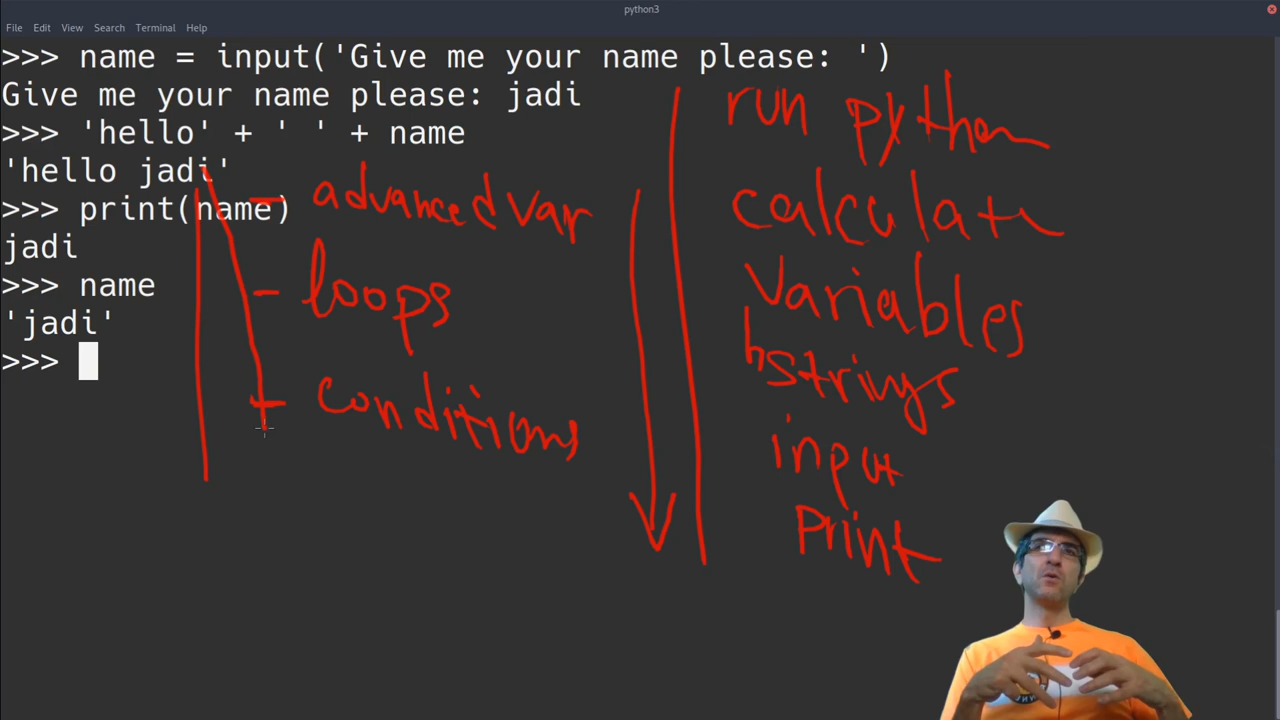 python3
File Edit View Search Terminal Help
>>> name = input('Give me your name please: ')
Give me your name please: jadi
>>> 'hello' + ' ' + name
'hello jadi'
>>> print(name)
jadi
>>> name
'jadi'
>>>
- advanced var
- loops
+ conditions
run python
calculate
variables
strings
input
print